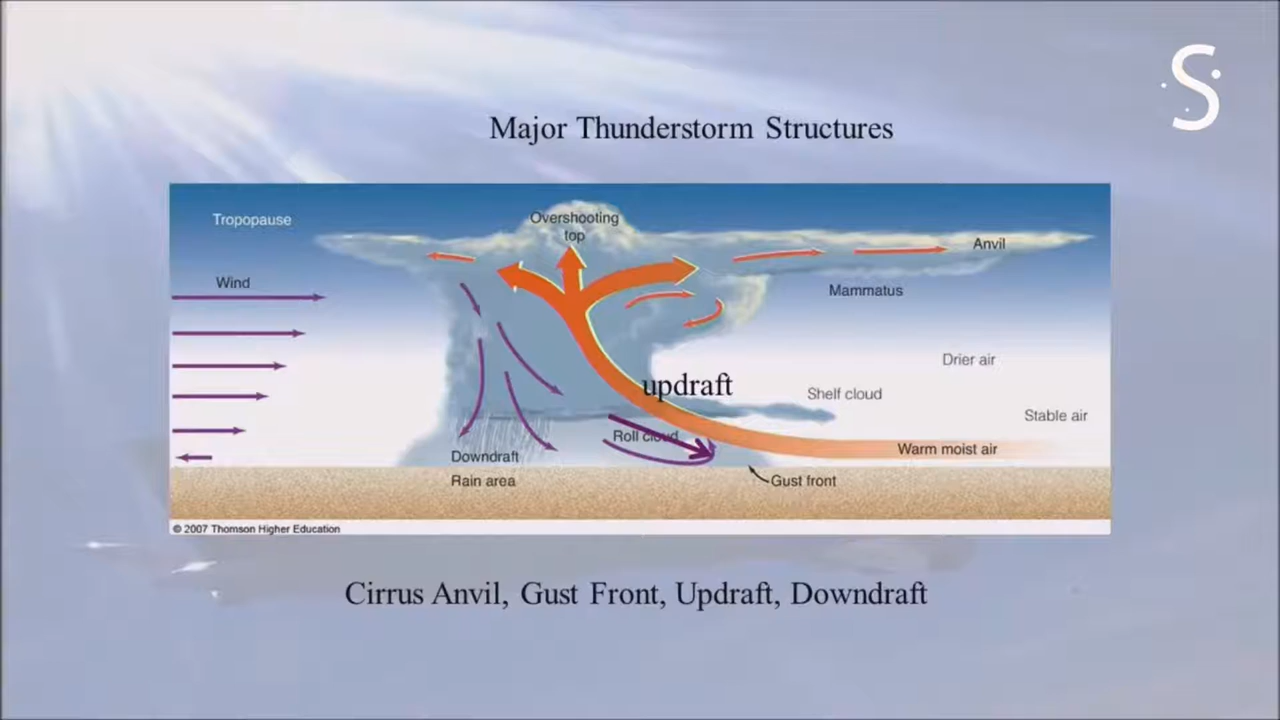 S
Major Thunderstorm Structures
Tropopause
Overshooting
top
Anvil
Wind
Mammatus
Drier air
updraft
Shelf cloud
Stable air
Roll cloud
Warm moist air
Downdraft
Rain area
Gust front
© 2007 Thomson Higher Education
Cirrus Anvil, Gust Front, Updraft, Downdraft